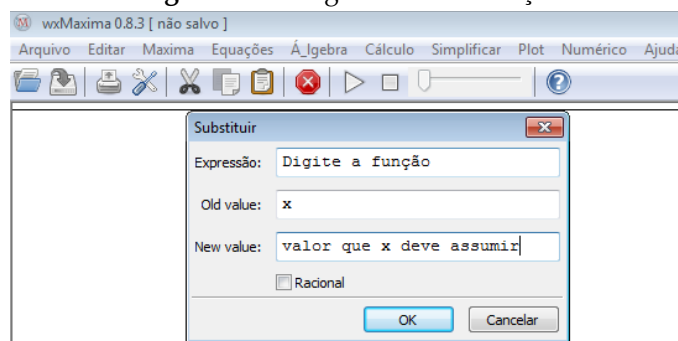 wxMaxima 0.8.3 [ não salvo ]
Arquivo Editar Maxima Equações Á_lgebra Cálculo Simplificar Plot Numérico Ajuda
Substituir
Expressão: Digite a função
Old value: x
New value: valor que x deve assumir
Racional
OK Cancelar